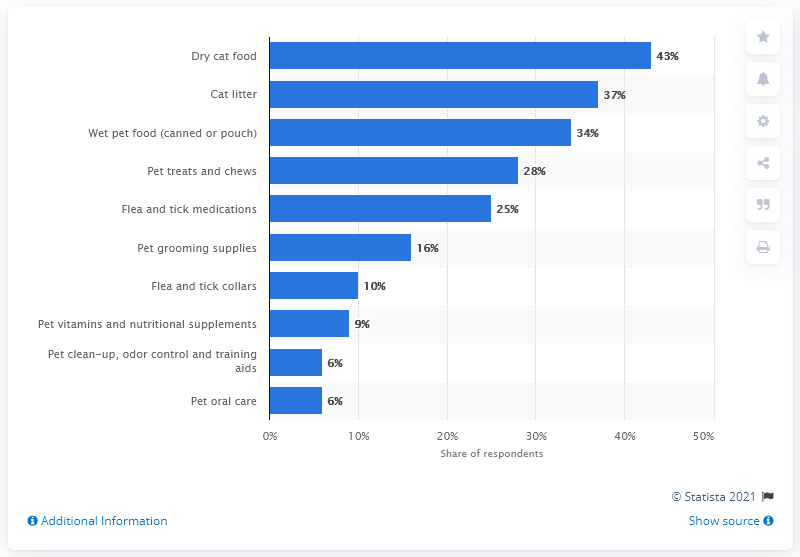 Dry cat food
43%
Cat litter
37%
Wet pet food (canned or pouch)
34%
Pet treats and chews
28%
Flea and tick medications
25%
Pet grooming supplies
16%
Flea and tick collars
10%
Pet vitamins and nutritional supplements
9%
Pet clean-up, odor control and training
aids
6%
Pet oral care
6%
0%
10%
20%
30%
40%
50%
Share of respondents
© Statista 2021
Additional Information
Show source